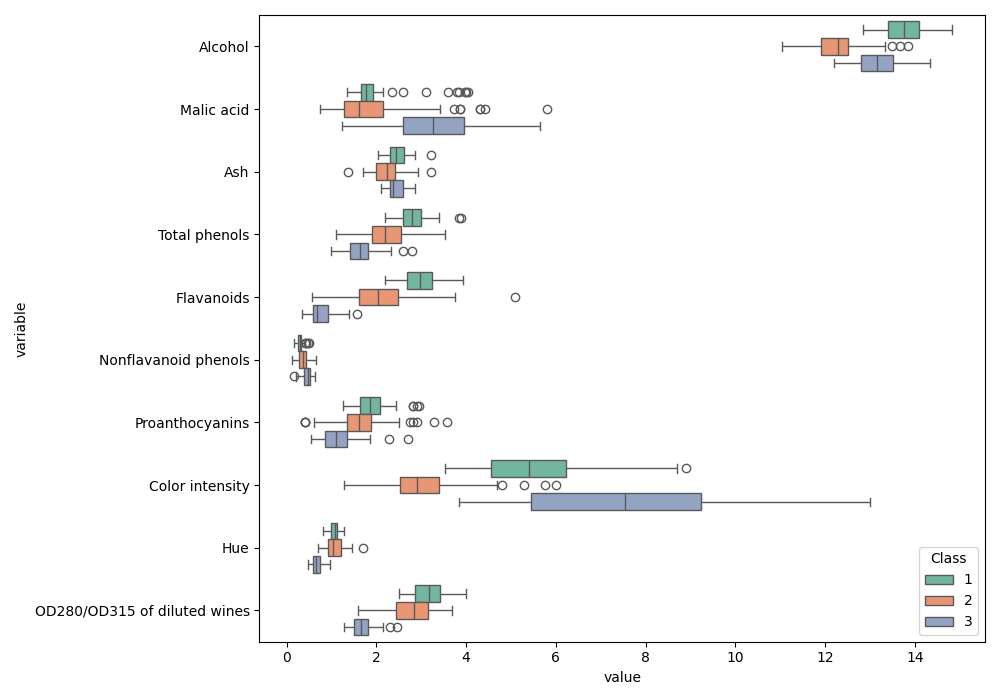 variable
Alcohol
Malic acid
Ash
Total phenols
Flavanoids
Nonflavanoid phenols
Proanthocyanins
Color intensity
Hue
OD280/OD315 of diluted wines
Class
1
2
3
0 2 4 6 8 10 12 14
value